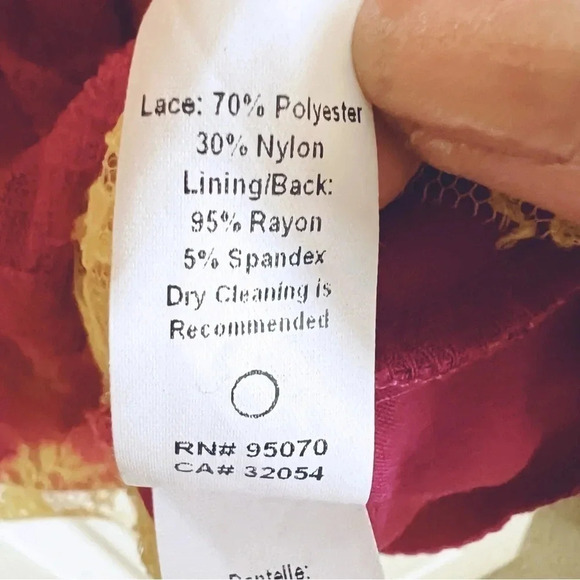 Lace: 70% Polyester
30% Nylon
Lining/Back:
95% Rayon
5% Spandex
Dry Cleaning is
Recommended
RN# 95070
CA# 32054
Dentelle: